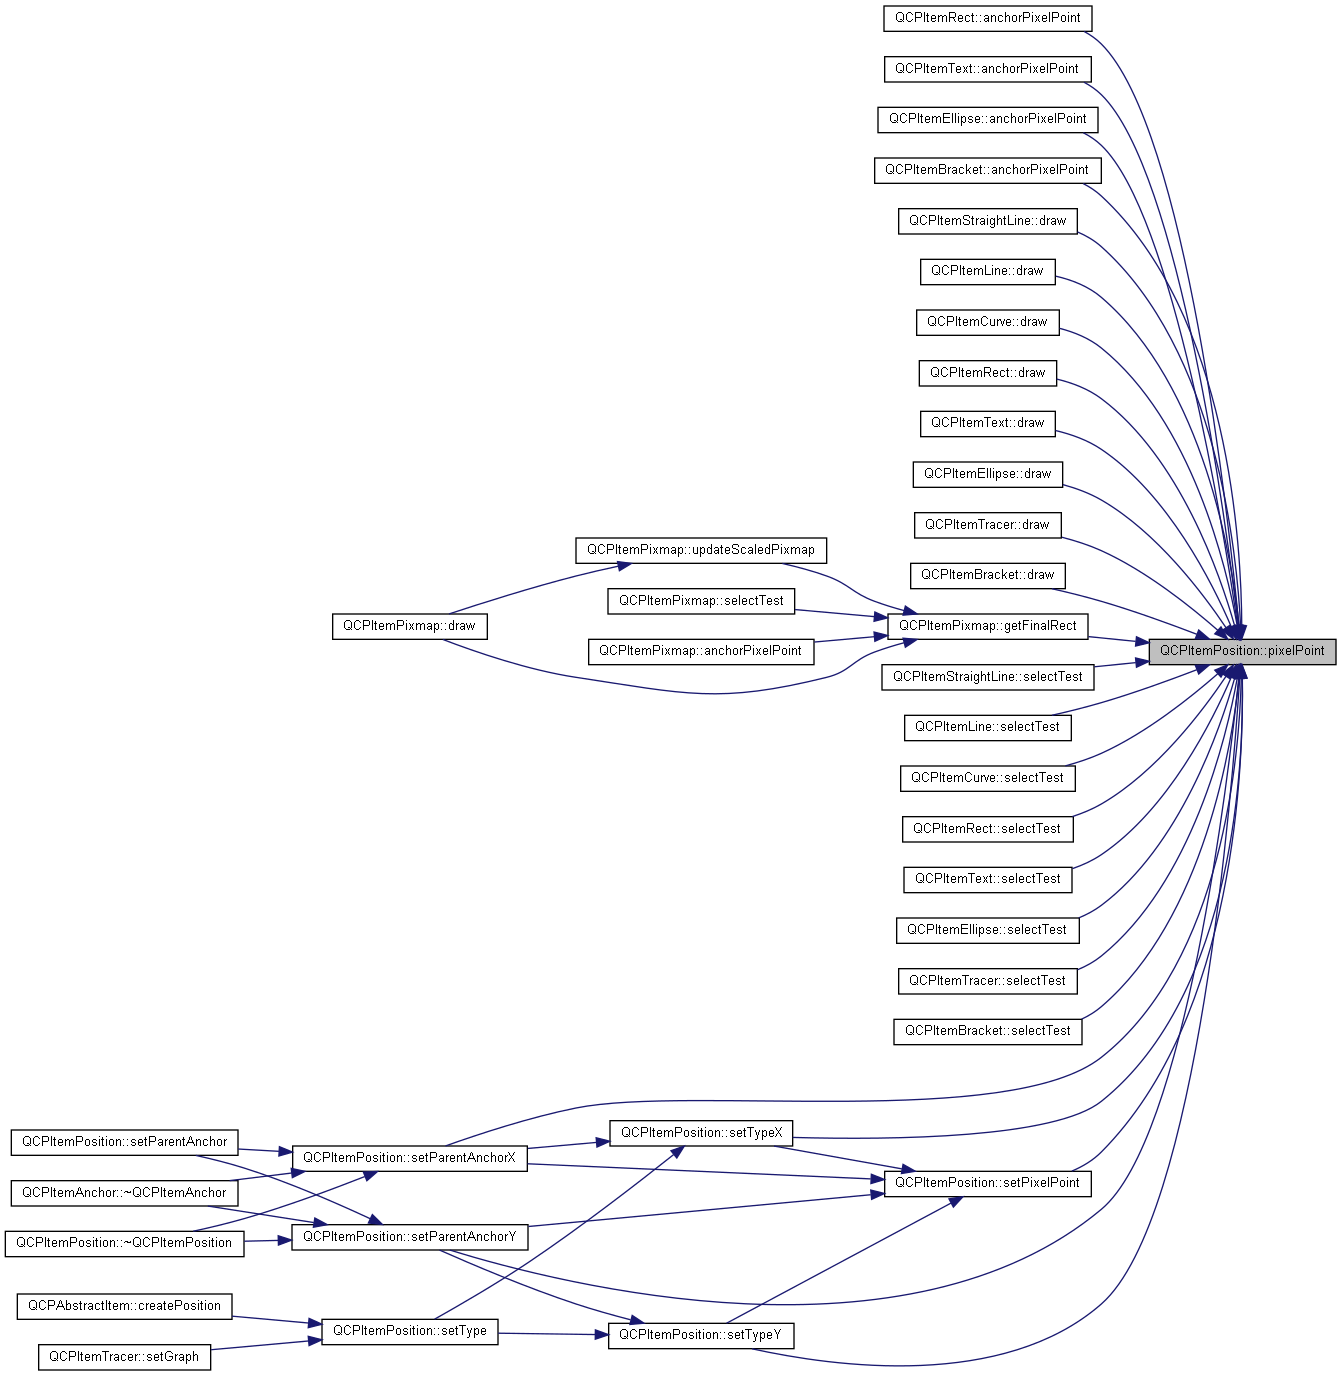 QCPItemRect::anchorPixelPoint
QCPItemText::anchorPixelPoint
QCPItemEllipse::anchorPixelPoint
QCPItemBracket::anchorPixelPoint
QCPItemStraightLine::draw
QCPItemLine::draw
QCPItemCurve::draw
QCPItemRect::draw
QCPItemText::draw
QCPItemEllipse::draw
QCPItemTracer::draw
QCPItemPixmap::updateScaledPixmap
QCPItemBracket::draw
QCPItemPixmap::selectTest
QCPItemPixmap::draw
QCPItemPixmap::getFinalRect
QCPItemPixmap::anchorPixelPoint
QCPItemPosition::pixelPoint
QCPItemStraightLine::selectTest
QCPItemLine::selectTest
QCPItemCurve::selectTest
QCPItemRect::selectTest
QCPItemText::selectTest
QCPItemEllipse::selectTest
QCPItemTracer::selectTest
QCPItemBracket::selectTest
QCPItemPosition::setTypeX
QCPItemPosition::setParentAnchor
QCPItemPosition::setParentAnchorX
QCPItemPosition::setPixelPoint
QCPItemAnchor::~QCPItemAnchor
QCPItemPosition::setParentAnchorY
QCPItemPosition::~QCPItemPosition
QCPAbstractItem::createPosition
QCPItemPosition::setType
QCPItemPosition::setTypeY
QCPItemTracer::setGraph